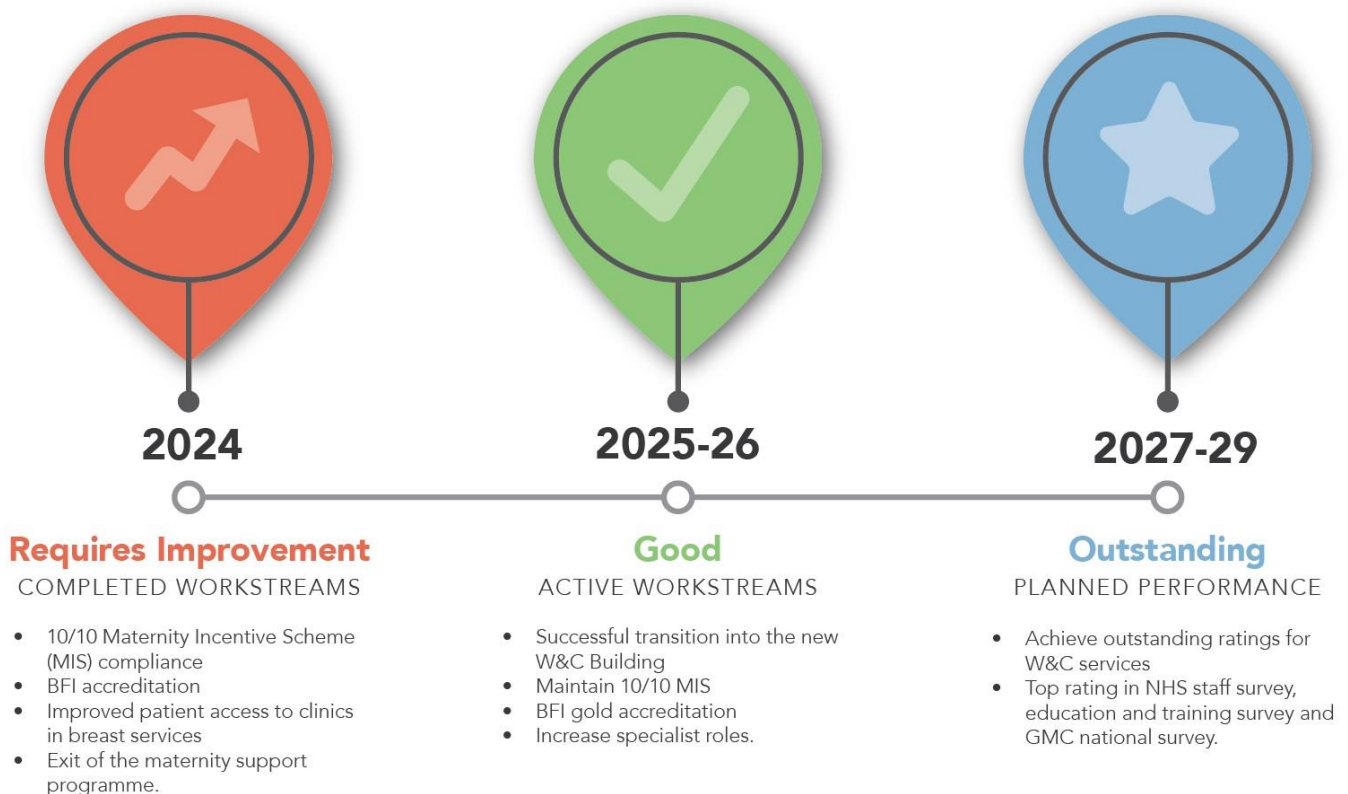 2024
Requires Improvement
COMPLETED WORKSTREAMS
• 10/10 Maternity Incentive Scheme
(MIS) compliance
• BFI accreditation
• Improved patient access to clinics
in breast services
• Exit of the maternity support
programme.
2025-26
Good
ACTIVE WORKSTREAMS
• Successful transition into the new
W&C Building
• Maintain 10/10 MIS
• BFI gold accreditation
• Increase specialist roles.
2027-29
Outstanding
PLANNED PERFORMANCE
• Achieve outstanding ratings for
W&C services
• Top rating in NHS staff survey,
education and training survey and
GMC national survey.